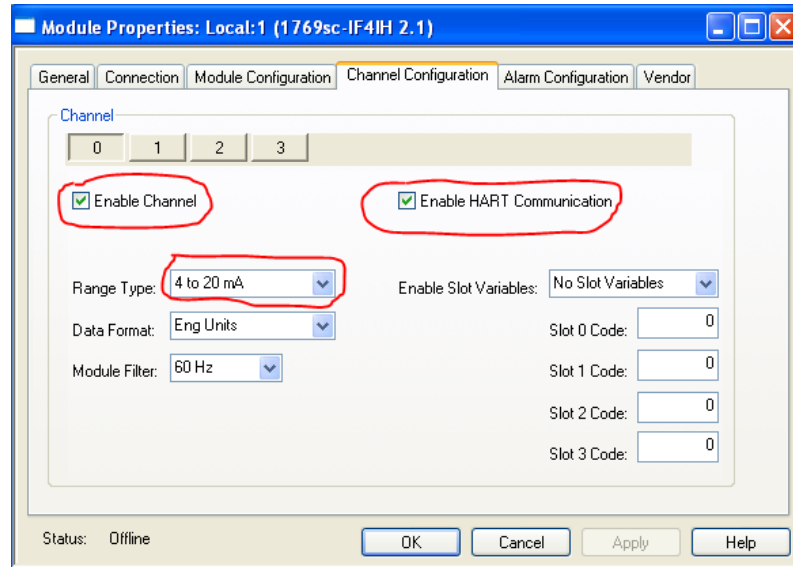 Module Properties: Local:1 (1769sc-IF4IH 2.1)
General Connection Module Configuration Channel Configuration Alarm Configuration Vendor
Channel
0 1 2 3
Enable Channel Enable HART Communication
Range Type: 4 to 20 mA Enable Slot Variables: No Slot Variables
Data Format: Eng Units Slot 0 Code: 0
Module Filter: 60 Hz Slot 1 Code: 0
Slot 2 Code: 0
Slot 3 Code: 0
Status: Offline OK Cancel Apply Help